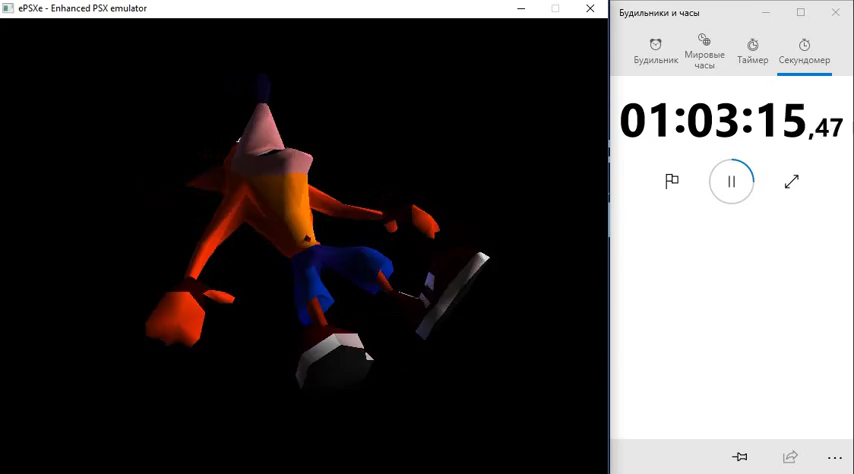 ePSXe - Enhanced PSX emulator
Будильники и часы
Будильник
Мировые
часы
Таймер
Секундомер
01:03:15,47